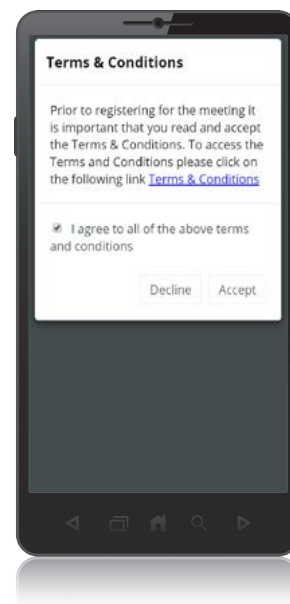 Terms & Conditions
Prior to registering for the meeting it
is important that you read and accept
the Terms & Conditions. To access the
Terms and Conditions please click on
the following link Terms & Conditions
I agree to all of the above terms
and conditions
Decline Accept